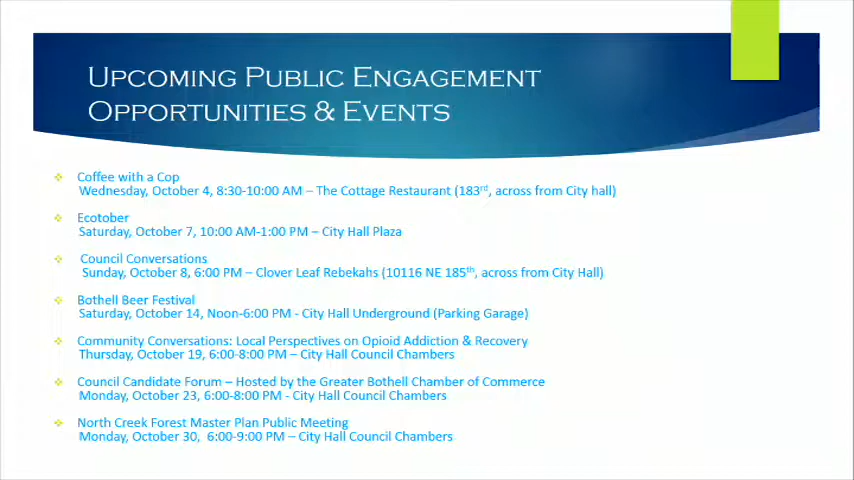 UPCOMING PUBLIC ENGAGEMENT
OPPORTUNITIES & EVENTS
Coffee with a Cop
Wednesday, October 4, 8:30-10:00 AM – The Cottage Restaurant (183rd, across from City hall)
Ecotober
Saturday, October 7, 10:00 AM-1:00 PM – City Hall Plaza
Council Conversations
Sunday, October 8, 6:00 PM – Clover Leaf Rebekahs (10116 NE 185th, across from City Hall)
Bothell Beer Festival
Saturday, October 14, Noon-6:00 PM - City Hall Underground (Parking Garage)
Community Conversations: Local Perspectives on Opioid Addiction & Recovery
Thursday, October 19, 6:00-8:00 PM – City Hall Council Chambers
Council Candidate Forum – Hosted by the Greater Bothell Chamber of Commerce
Monday, October 23, 6:00-8:00 PM - City Hall Council Chambers
North Creek Forest Master Plan Public Meeting
Monday, October 30, 6:00-9:00 PM – City Hall Council Chambers